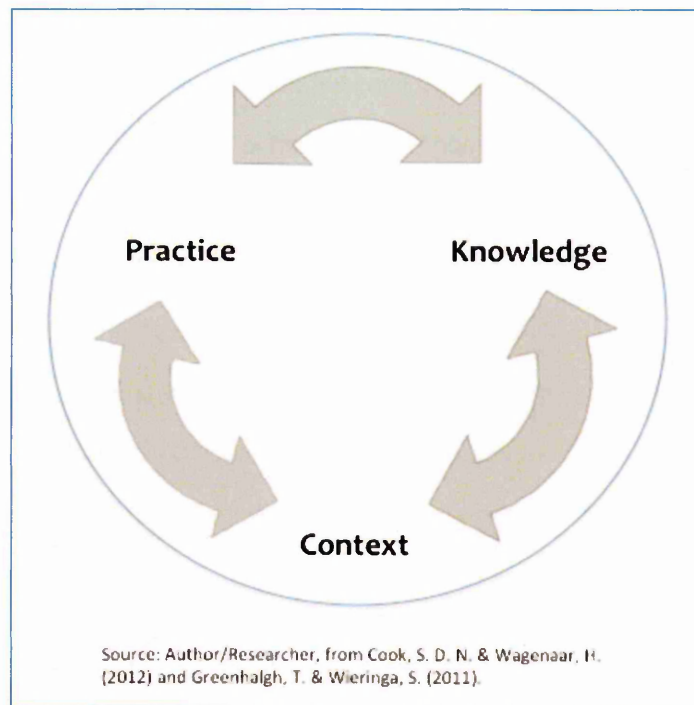 Practice
Knowledge
Context
Source: Author/Researcher, from Cook, S. D. N. & Wagenaar, H.
(2012) and Greenhalgh, T. & Wieringa, S. (2011).